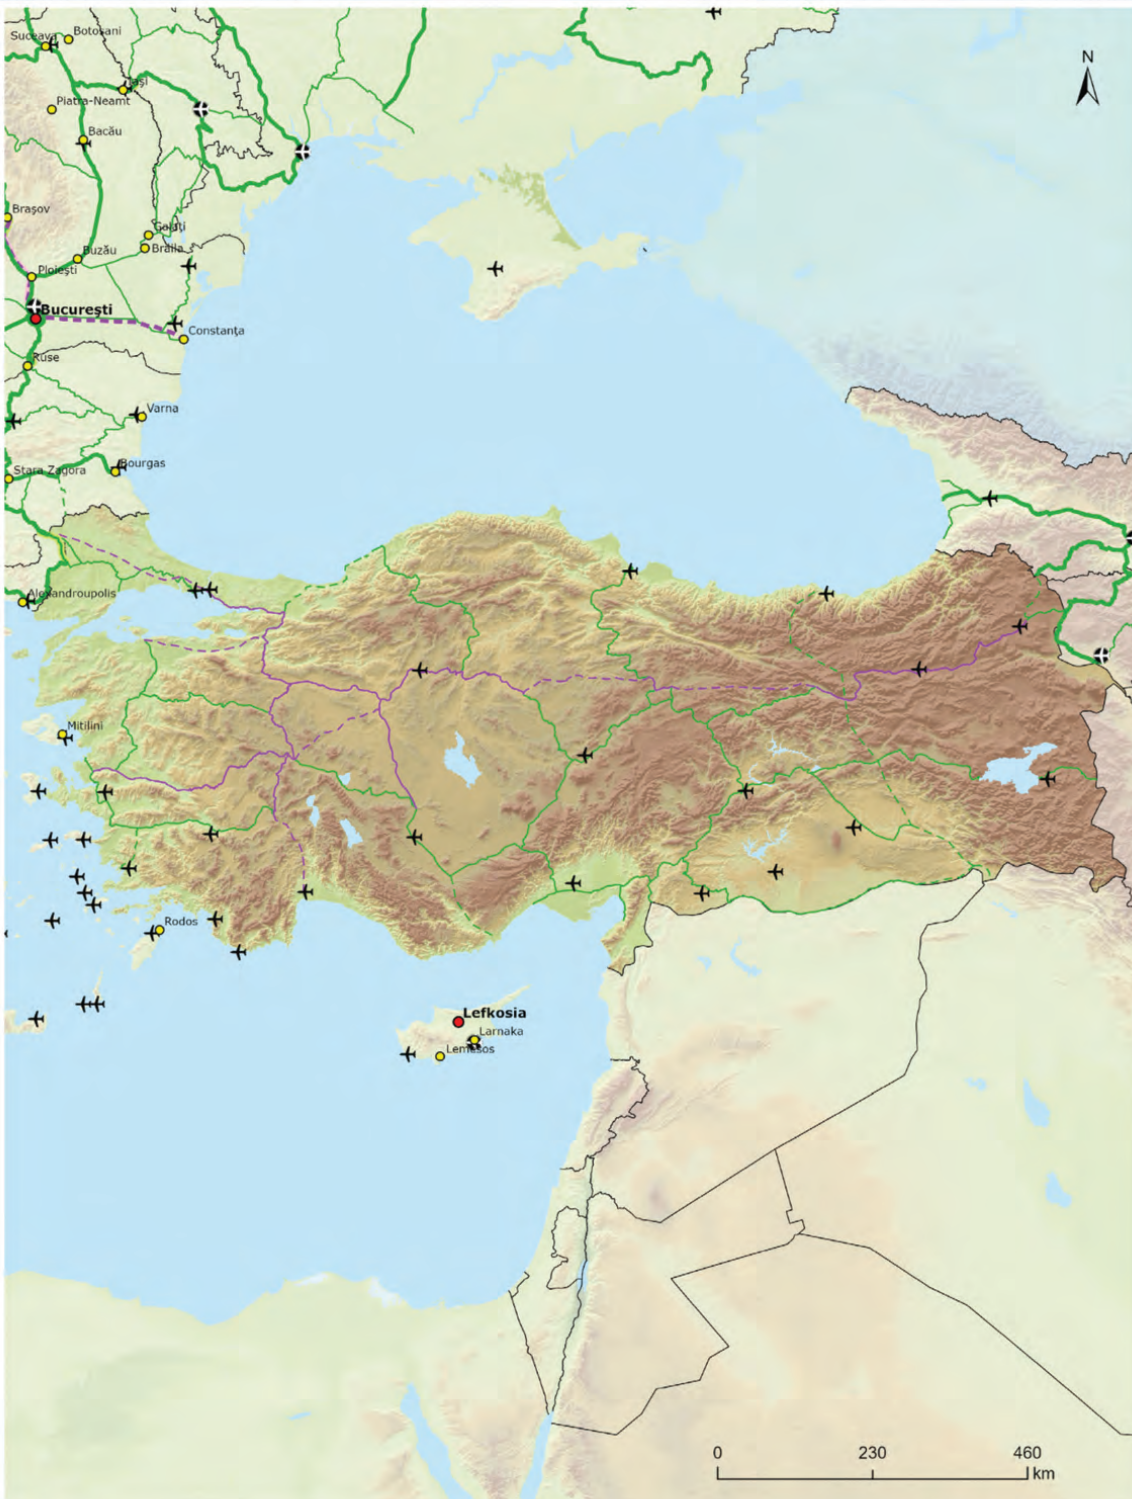 Suceava
Botoşani
N
Iaşi
Piatra-Neamt
Bacău
Braşov
Galaţi
Brăila
Buzău
Ploieşti
Bucureşti
Constanţa
Ruse
Varna
Bourgas
Stara Zagora
Alexandroupolis
Mitilini
Rodos
Lefkosia
Larnaka
Lemesos
0 230 460
km